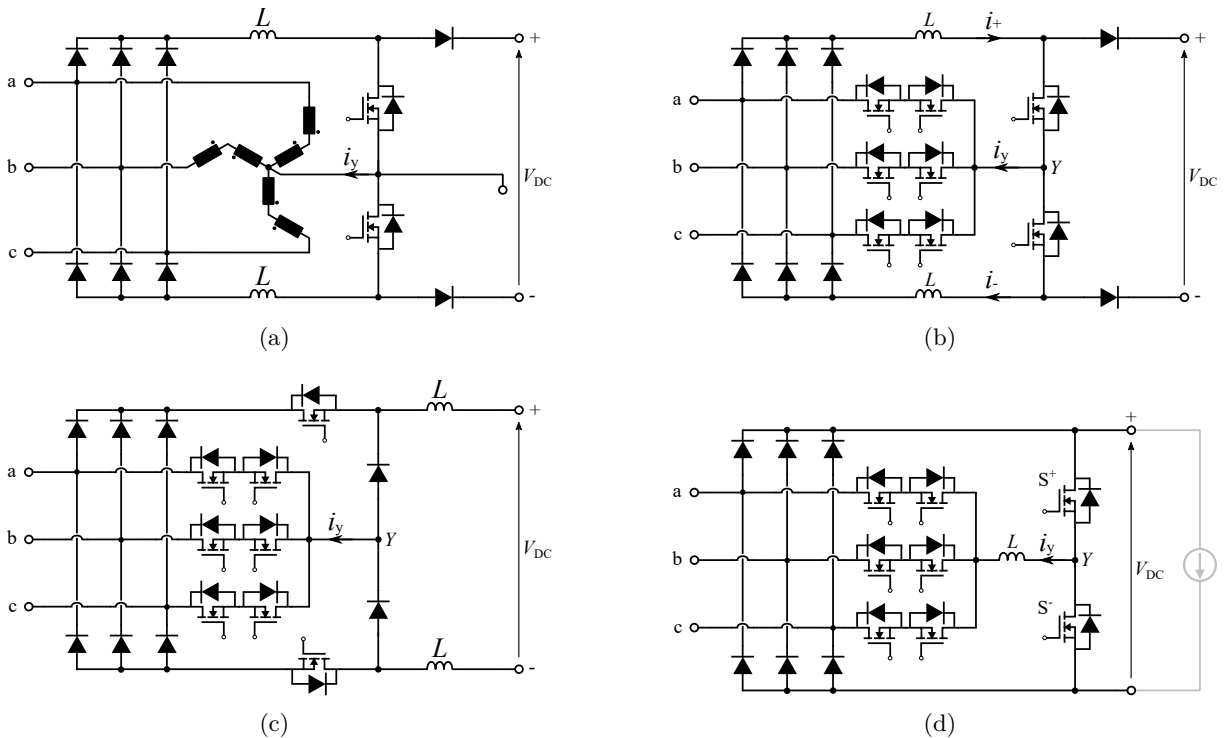 L
+
a
b
c
i_y
V_DC
L
-
(a)
L
i+
+
a
b
c
i_y
Y
V_DC
L
i-
-
(b)
L
+
a
b
c
i_y
Y
V_DC
L
-
(c)
+
a
b
c
S+
L
i_y
Y
V_DC
S-
-
(d)